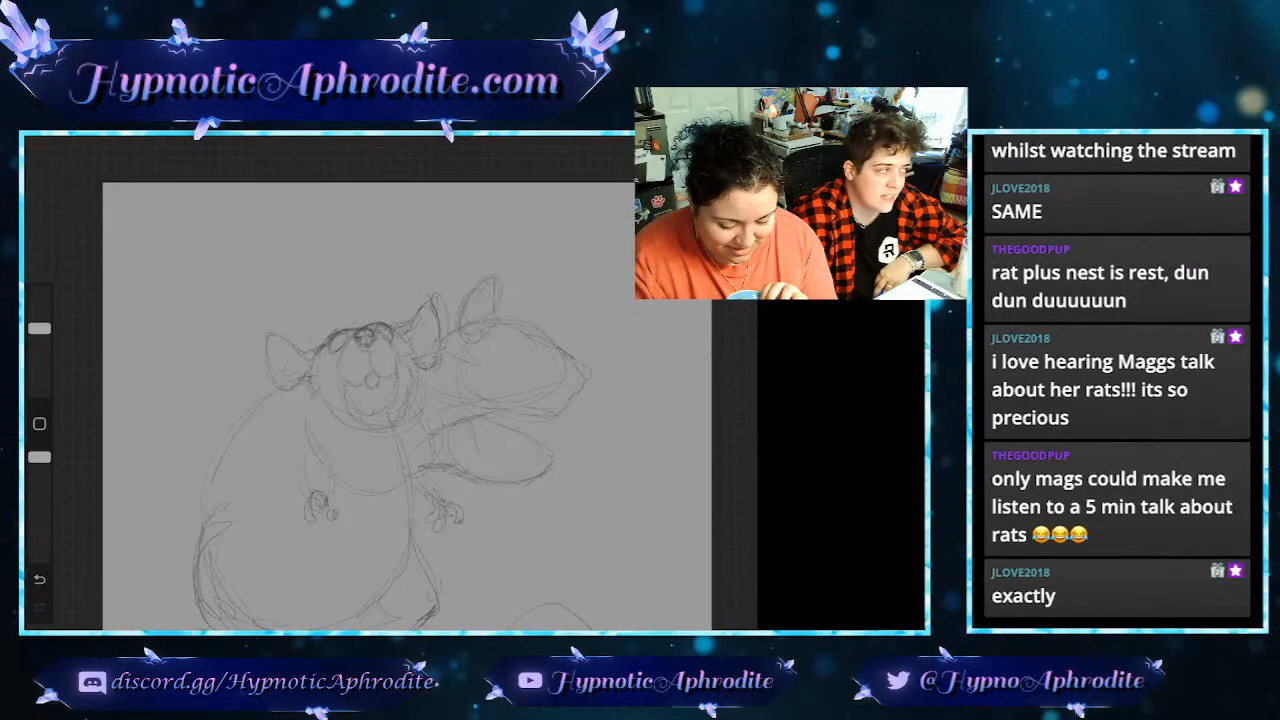 HypnoticAphrodite.com
whilst watching the stream
JLOVE2018
SAME
THEGOODPUP
rat plus nest is rest, dun
dun duuuuuun
JLOVE2018
i love hearing Maggs talk
about her rats!!! its so
precious
THEGOODPUP
only mags could make me
listen to a 5 min talk about
rats 😂😂😂
JLOVE2018
exactly
discord.gg/HypnoticAphrodite
HypnoticAphrodite
@HypnoAphrodite